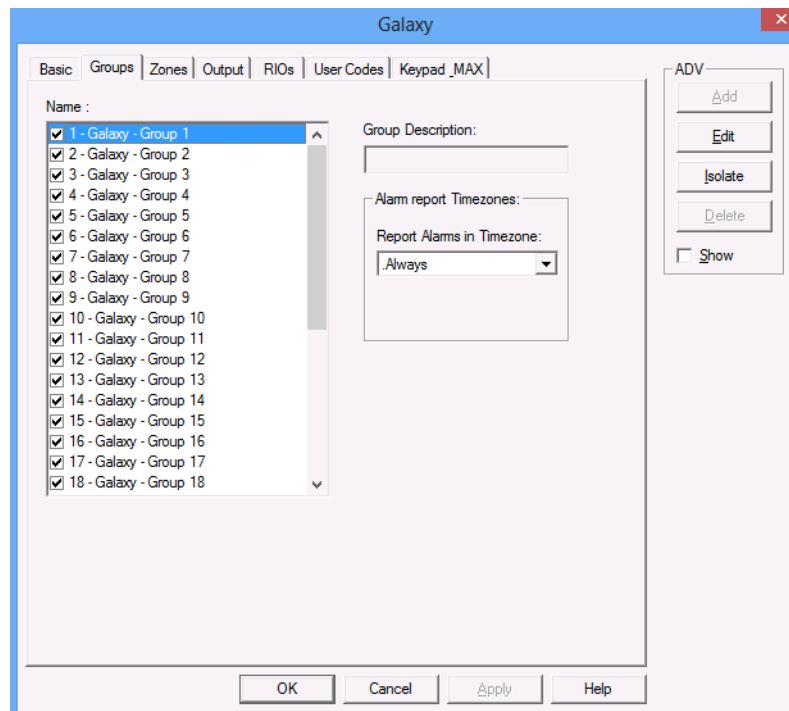 Galaxy
Basic Groups Zones Output RIOs User Codes Keypad _MAX
Name :
1 - Galaxy - Group 1
2 - Galaxy - Group 2
3 - Galaxy - Group 3
4 - Galaxy - Group 4
5 - Galaxy - Group 5
6 - Galaxy - Group 6
7 - Galaxy - Group 7
8 - Galaxy - Group 8
9 - Galaxy - Group 9
10 - Galaxy - Group 10
11 - Galaxy - Group 11
12 - Galaxy - Group 12
13 - Galaxy - Group 13
14 - Galaxy - Group 14
15 - Galaxy - Group 15
16 - Galaxy - Group 16
17 - Galaxy - Group 17
18 - Galaxy - Group 18
Group Description:
Alarm report Timezones:
Report Alarms in Timezone:
.Always
ADV
Add
Edit
Isolate
Delete
Show
OK Cancel Apply Help